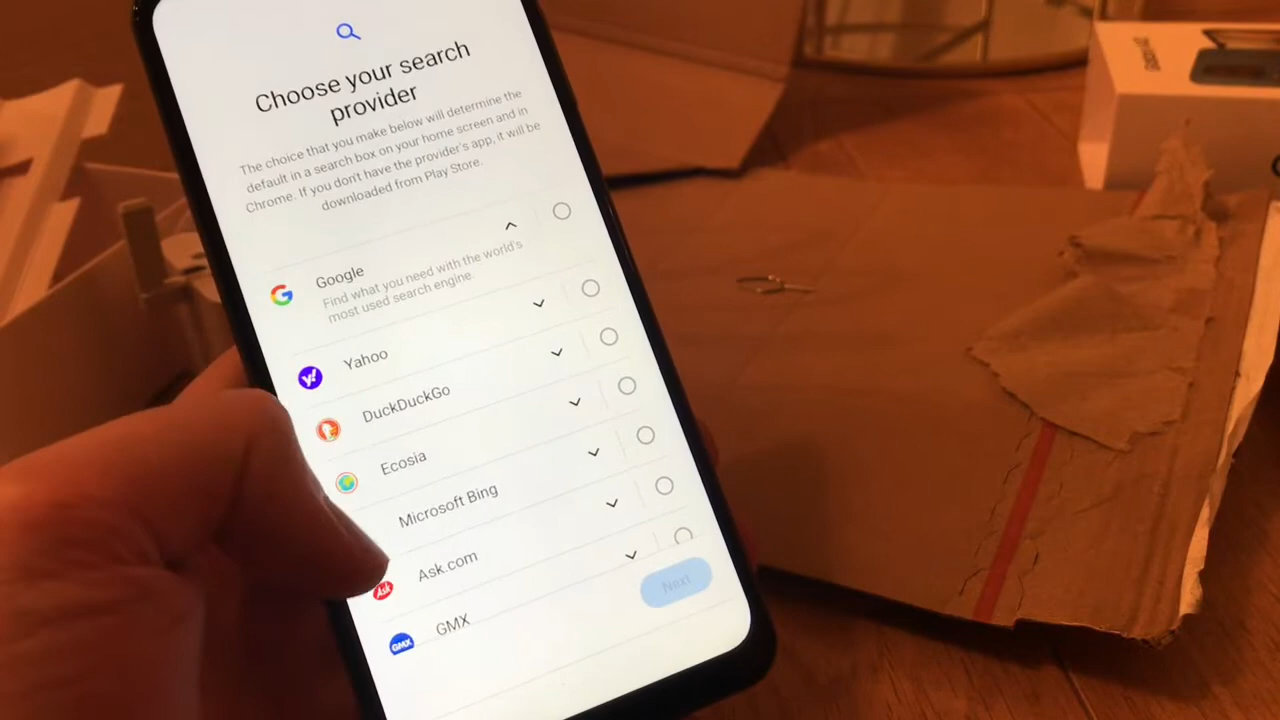 Choose your search
provider
The choice that you make below will determine the
default in a search box on your home screen and in
Chrome. If you don't have the provider's app, it will be
downloaded from Play Store.
Google
Find what you need with the world's
most used search engine.
Yahoo
DuckDuckGo
Ecosia
Microsoft Bing
Ask.com
GMX
Next
y!
Ask
GMX